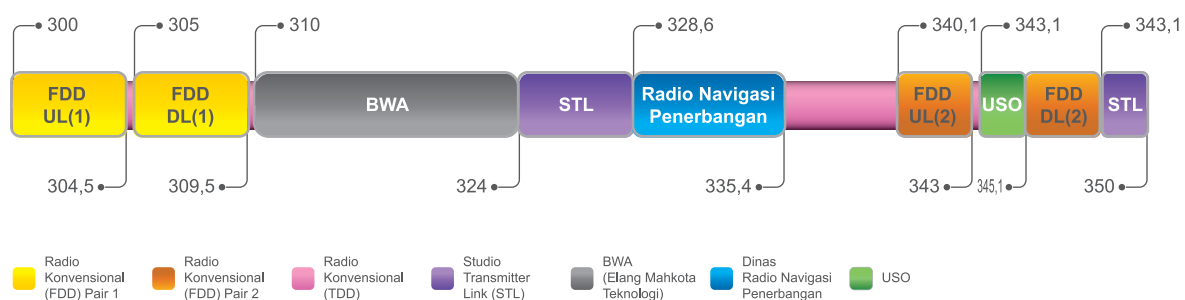 300
305
310
328,6
340,1
343,1
343,1
FDD
UL(1)
FDD
DL(1)
BWA
STL
Radio Navigasi
Penerbangan
FDD
UL(2)
USO
FDD
DL(2)
STL
304,5
309,5
324
335,4
343
345,1
350
Radio
Konvensional
(FDD) Pair 1
Radio
Konvensional
(FDD) Pair 2
Radio
Konvensional
(TDD)
Studio
Transmitter
Link (STL)
BWA
(Elang Mahkota
Teknologi)
Dinas
Radio Navigasi
Penerbangan
USO